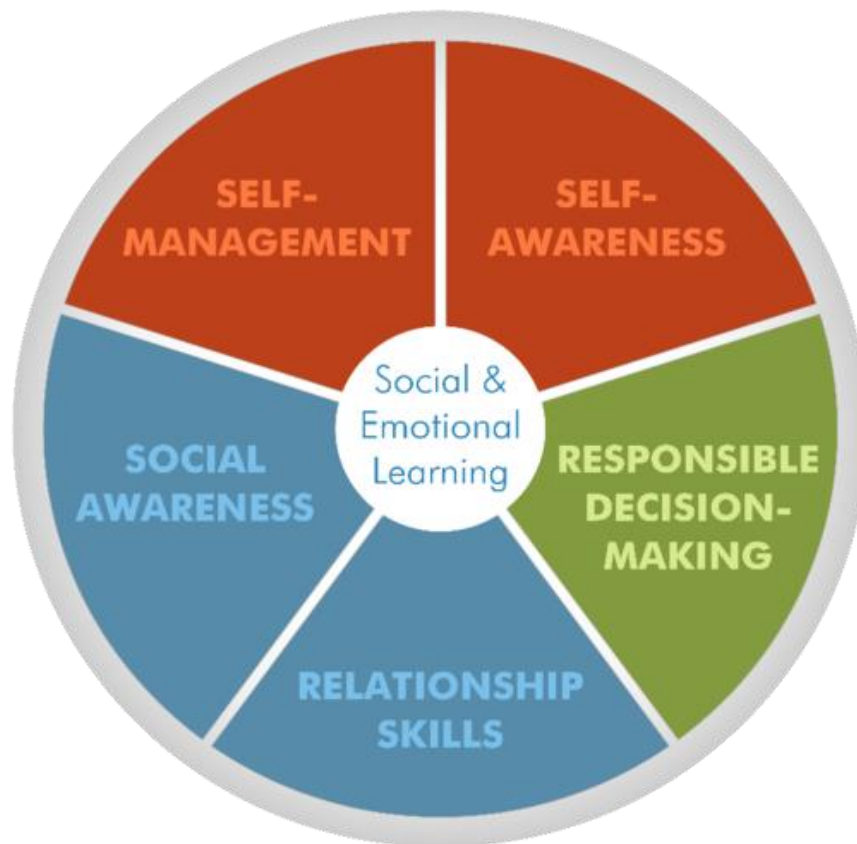 SELF-
MANAGEMENT
SELF-
AWARENESS
Social &
Emotional
Learning
SOCIAL
AWARENESS
RESPONSIBLE
DECISION-
MAKING
RELATIONSHIP
SKILLS